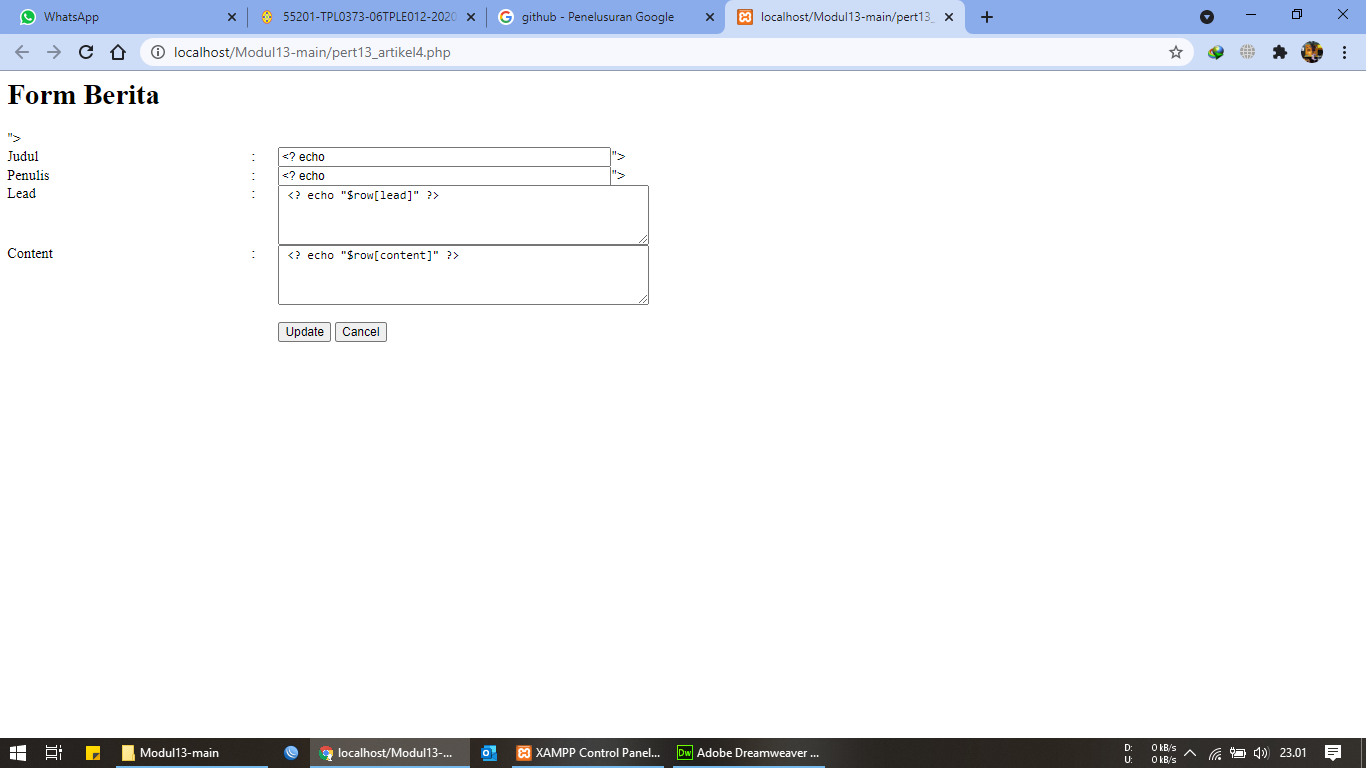 WhatsApp
55201-TPL0373-06TPLE012-2020
github - Penelusuran Google
localhost/Modul13-main/pert13_
localhost/Modul13-main/pert13_artikel4.php
Form Berita
">
Judul : <? echo ">
Penulis : <? echo ">
Lead : <? echo "$row[lead]" ?>
Content : <? echo "$row[content]" ?>
Update Cancel
Modul13-main
localhost/Modul13-...
XAMPP Control Panel...
Dw Adobe Dreamweaver ...
D: 0 kB/s
U: 0 kB/s
23.01